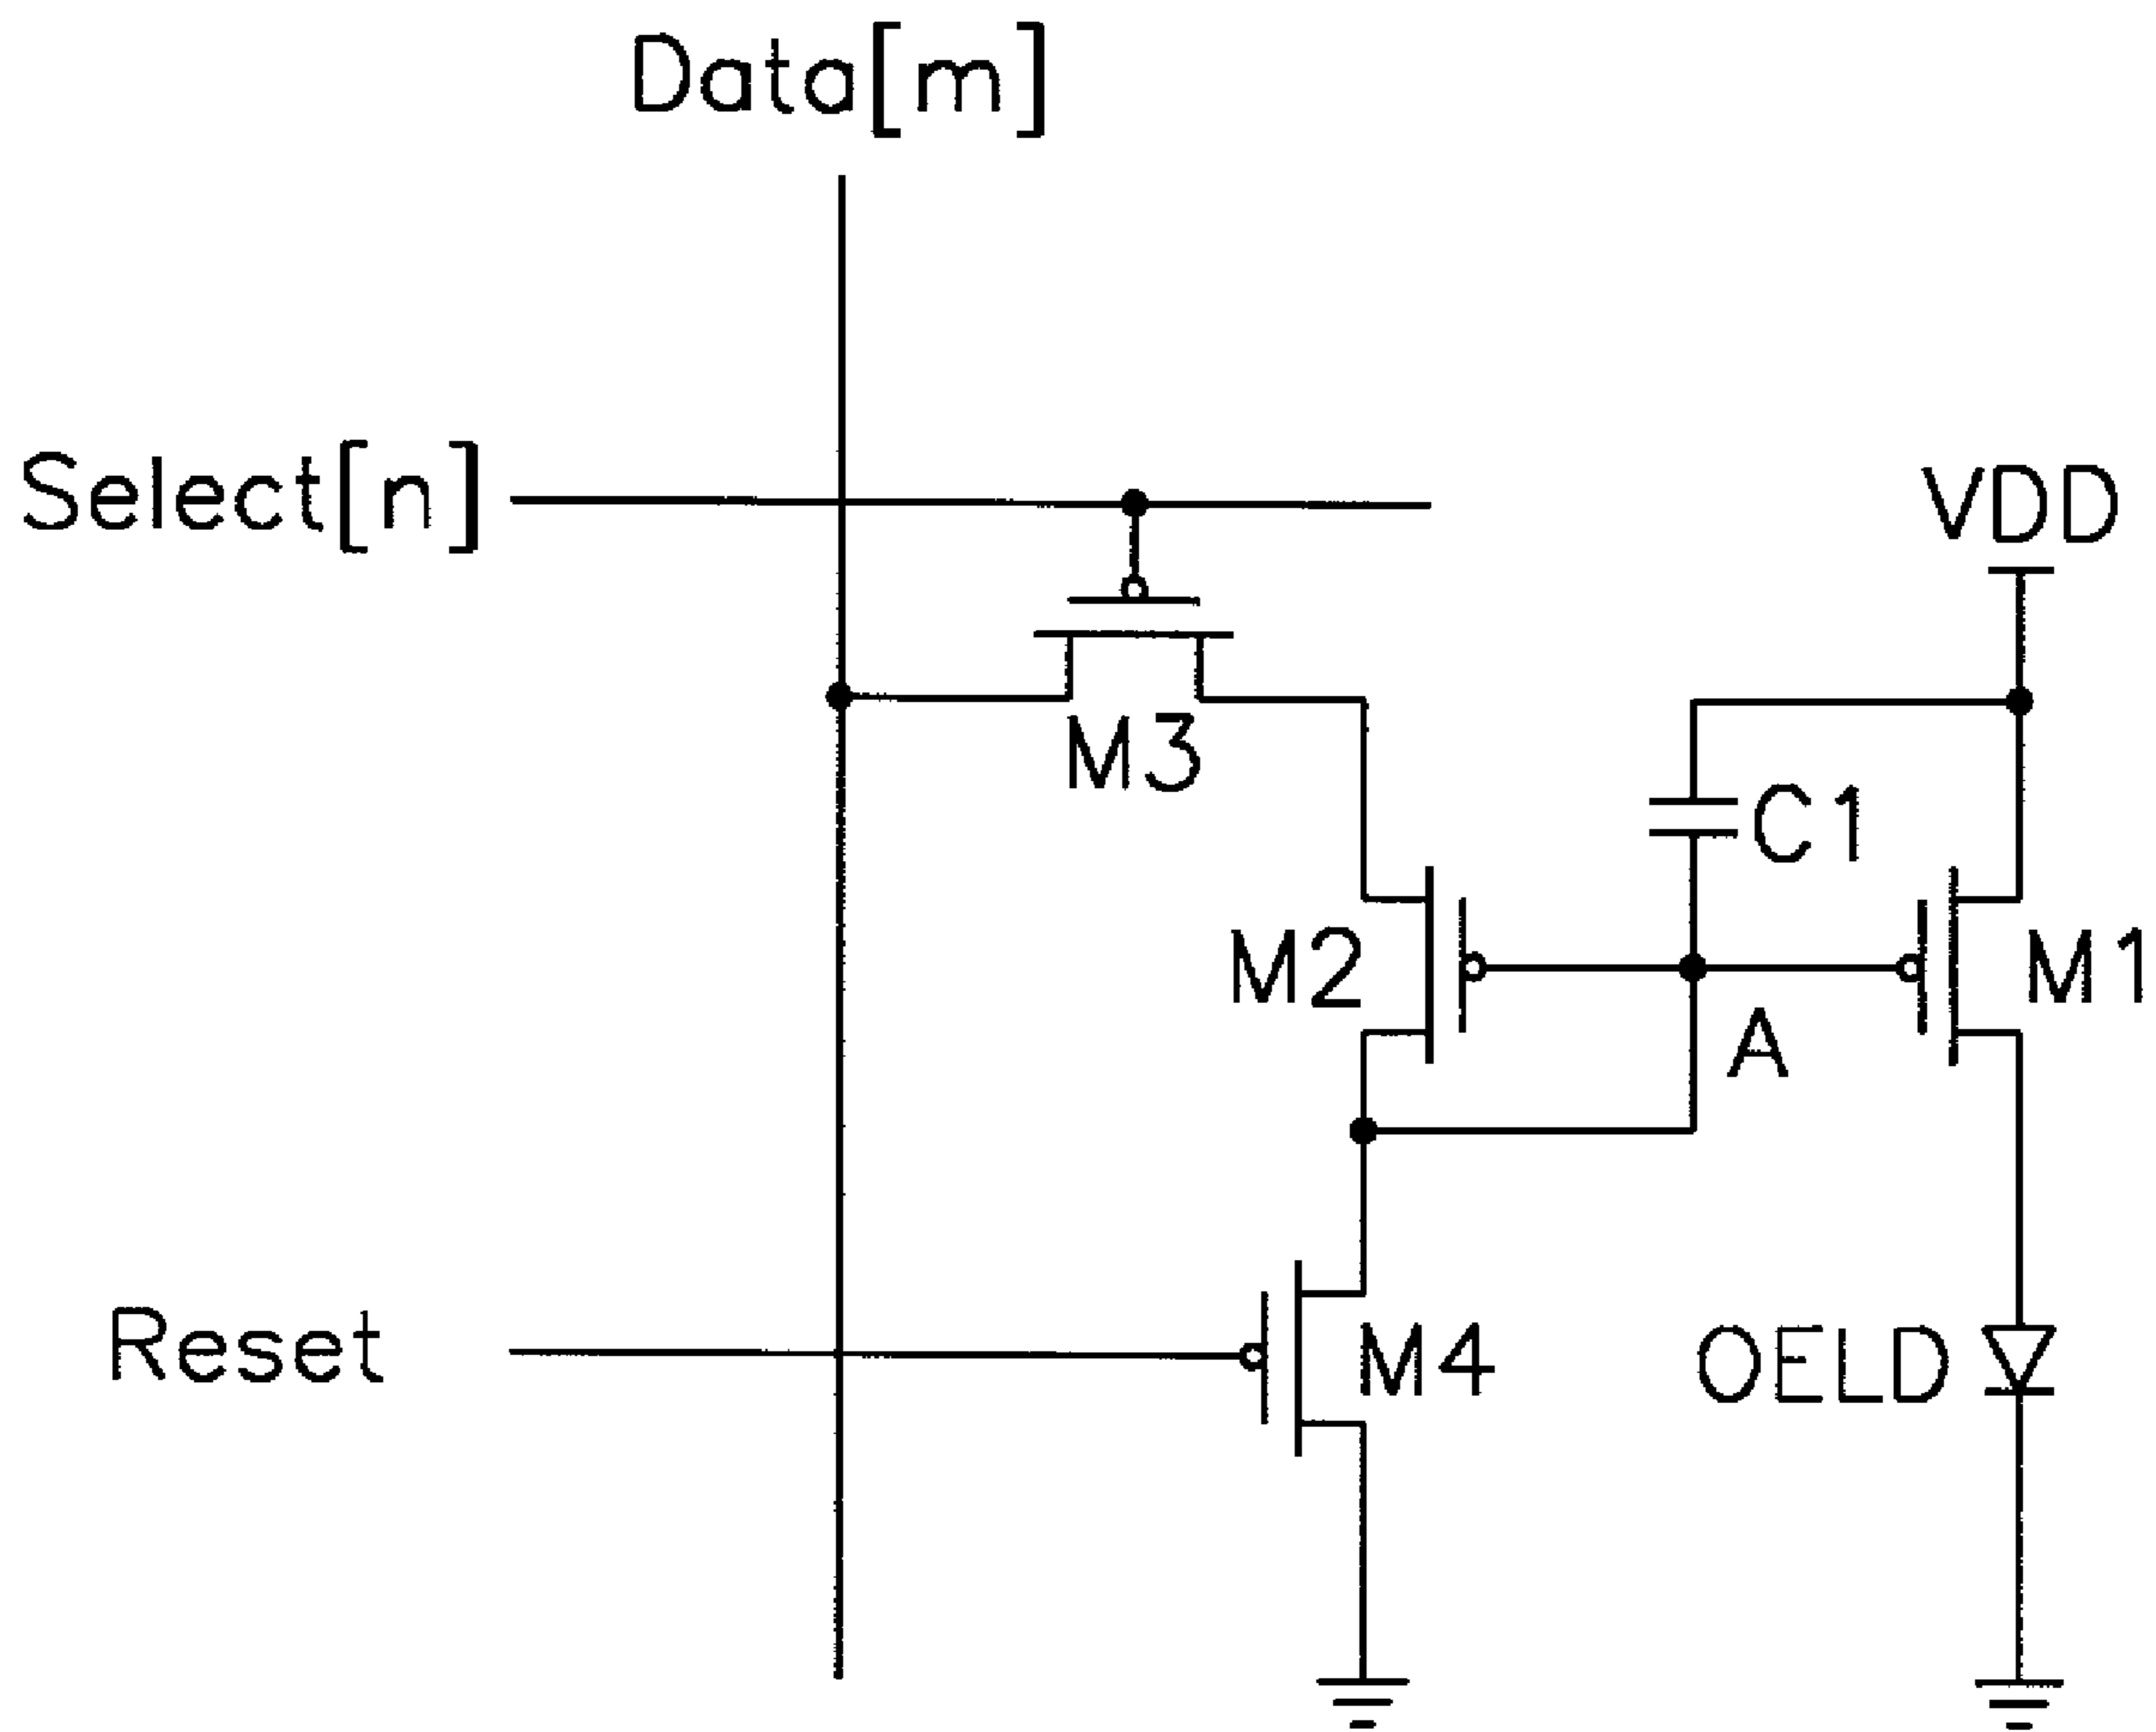 Data[m]
Select[n]
VDD
M3
C1
M2
M1
A
Reset
M4
OELD